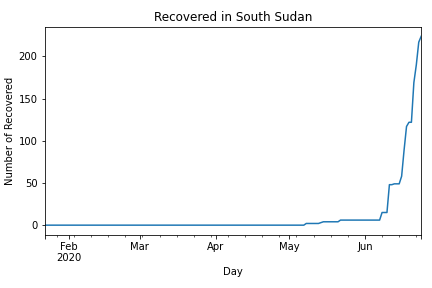 Recovered in South Sudan
Number of Recovered
200
150
100
50
0
Feb
2020
Mar
Apr
May
Jun
Day